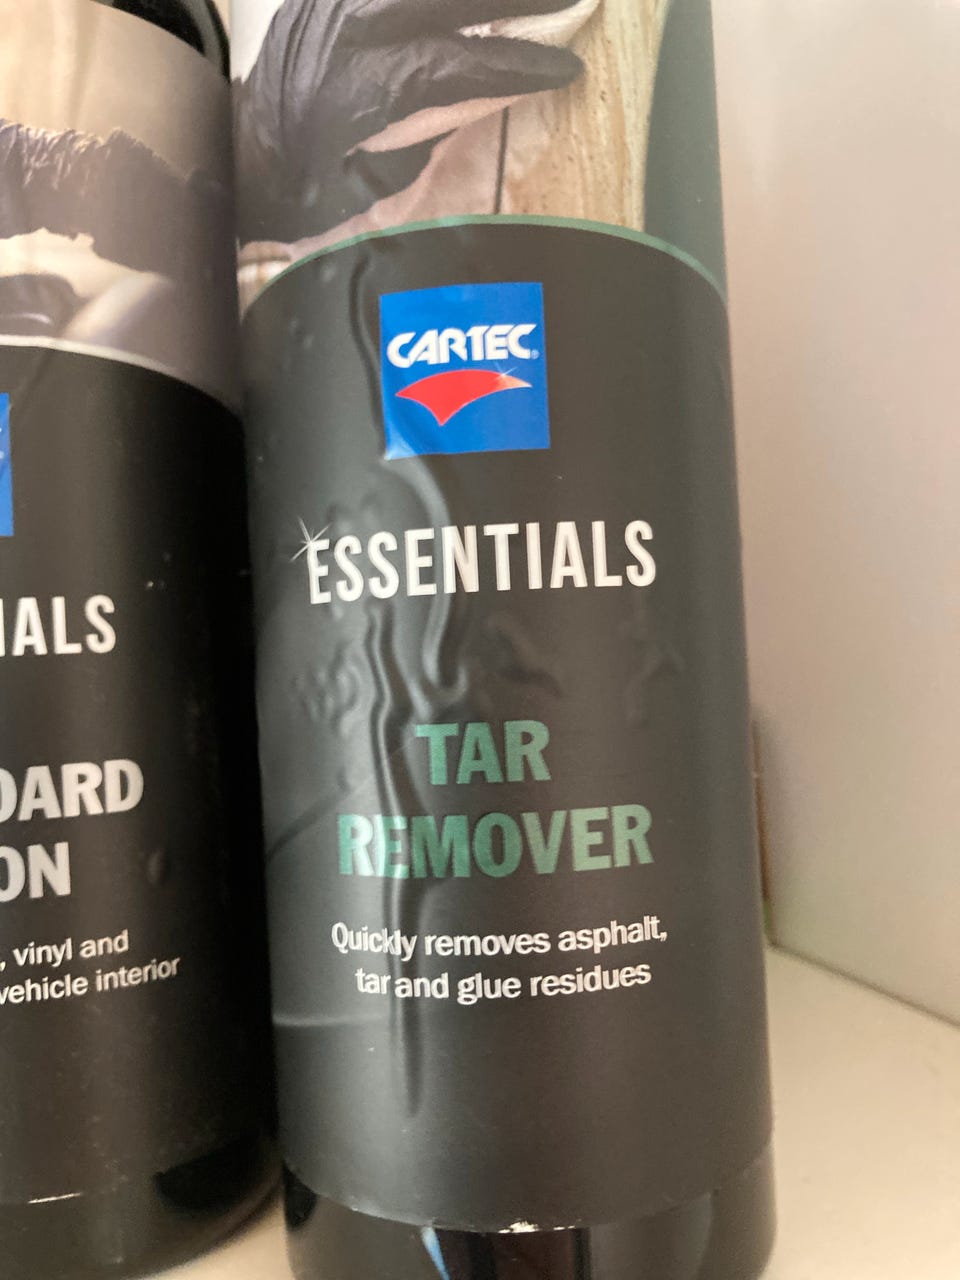 CARTEC
ESSENTIALS
TAR
REMOVER
Quickly removes asphalt,
tar and glue residues
IALS
OARD
ON
, vinyl and
vehicle interior